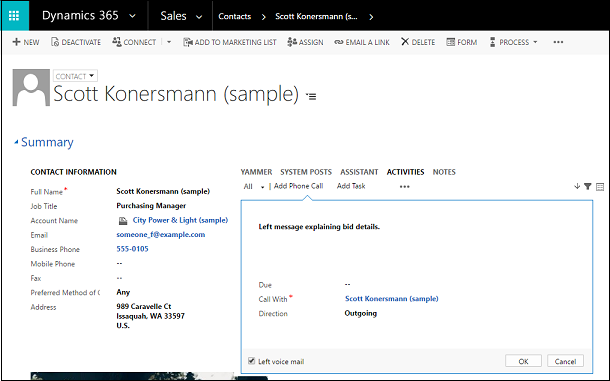 Dynamics 365 Sales Contacts > Scott Konersmann (s... >
+ NEW DEACTIVATE CONNECT ADD TO MARKETING LIST ASSIGN EMAIL A LINK DELETE FORM PROCESS •••
CONTACT
Scott Konersmann (sample)
Summary
CONTACT INFORMATION
Full Name* Scott Konersmann (sample)
Job Title Purchasing Manager
Account Name City Power & Light (sample)
Email someone_f@example.com
Business Phone 555-0105
Mobile Phone --
Fax --
Preferred Method of C Any
Address 989 Caravelle Ct
Issaquah, WA 33597
U.S.
YAMMER SYSTEM POSTS ASSISTANT ACTIVITIES NOTES
All | Add Phone Call Add Task •••
Left message explaining bid details.
Due --
Call With* Scott Konersmann (sample)
Direction Outgoing
Left voice mail OK Cancel